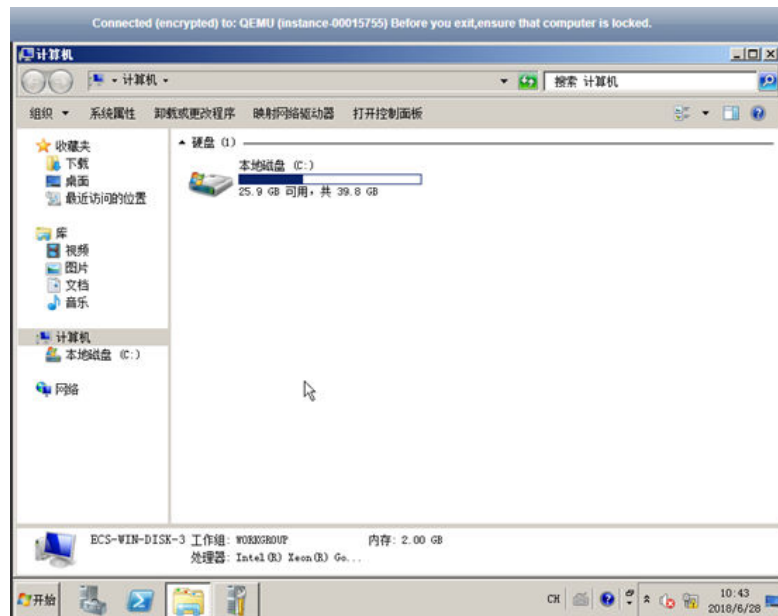 Connected (encrypted) to: QEMU (instance-00015755) Before you exit,ensure that computer is locked.
计算机
计算机
搜索 计算机
组织 系统属性 卸载或更改程序 映射网络驱动器 打开控制面板
收藏夹
下载
桌面
最近访问的位置
库
视频
图片
文档
音乐
计算机
本地磁盘 (C:)
网络
硬盘 (1)
本地磁盘 (C:)
25.9 GB 可用，共 39.8 GB
ECS-WIN-DISK-3 工作组: WORKGROUP 内存: 2.00 GB
处理器: Intel(R) Xeon(R) Go...
开始
CH
10:43
2018/6/28